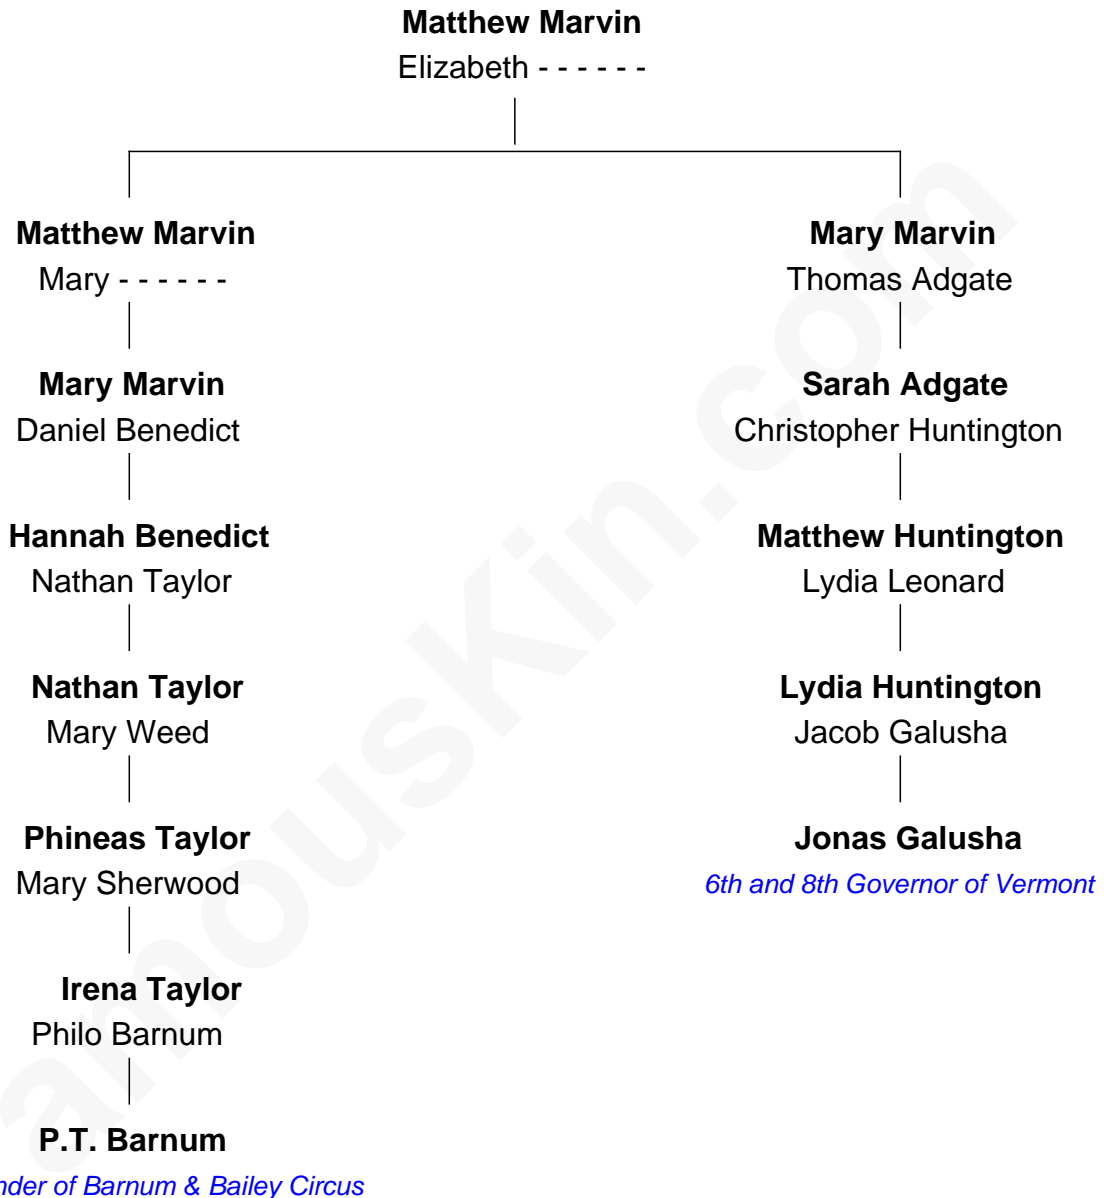 Matthew Marvin
Elizabeth - - - - - -
Matthew Marvin
Mary - - - - - -
Mary Marvin
Thomas Adgate
Mary Marvin
Daniel Benedict
Sarah Adgate
Christopher Huntington
Hannah Benedict
Nathan Taylor
Matthew Huntington
Lydia Leonard
Nathan Taylor
Mary Weed
Lydia Huntington
Jacob Galusha
Phineas Taylor
Mary Sherwood
Jonas Galusha
6th and 8th Governor of Vermont
Irena Taylor
Philo Barnum
P.T. Barnum
nder of Barnum & Bailey Circus
amouskin.com